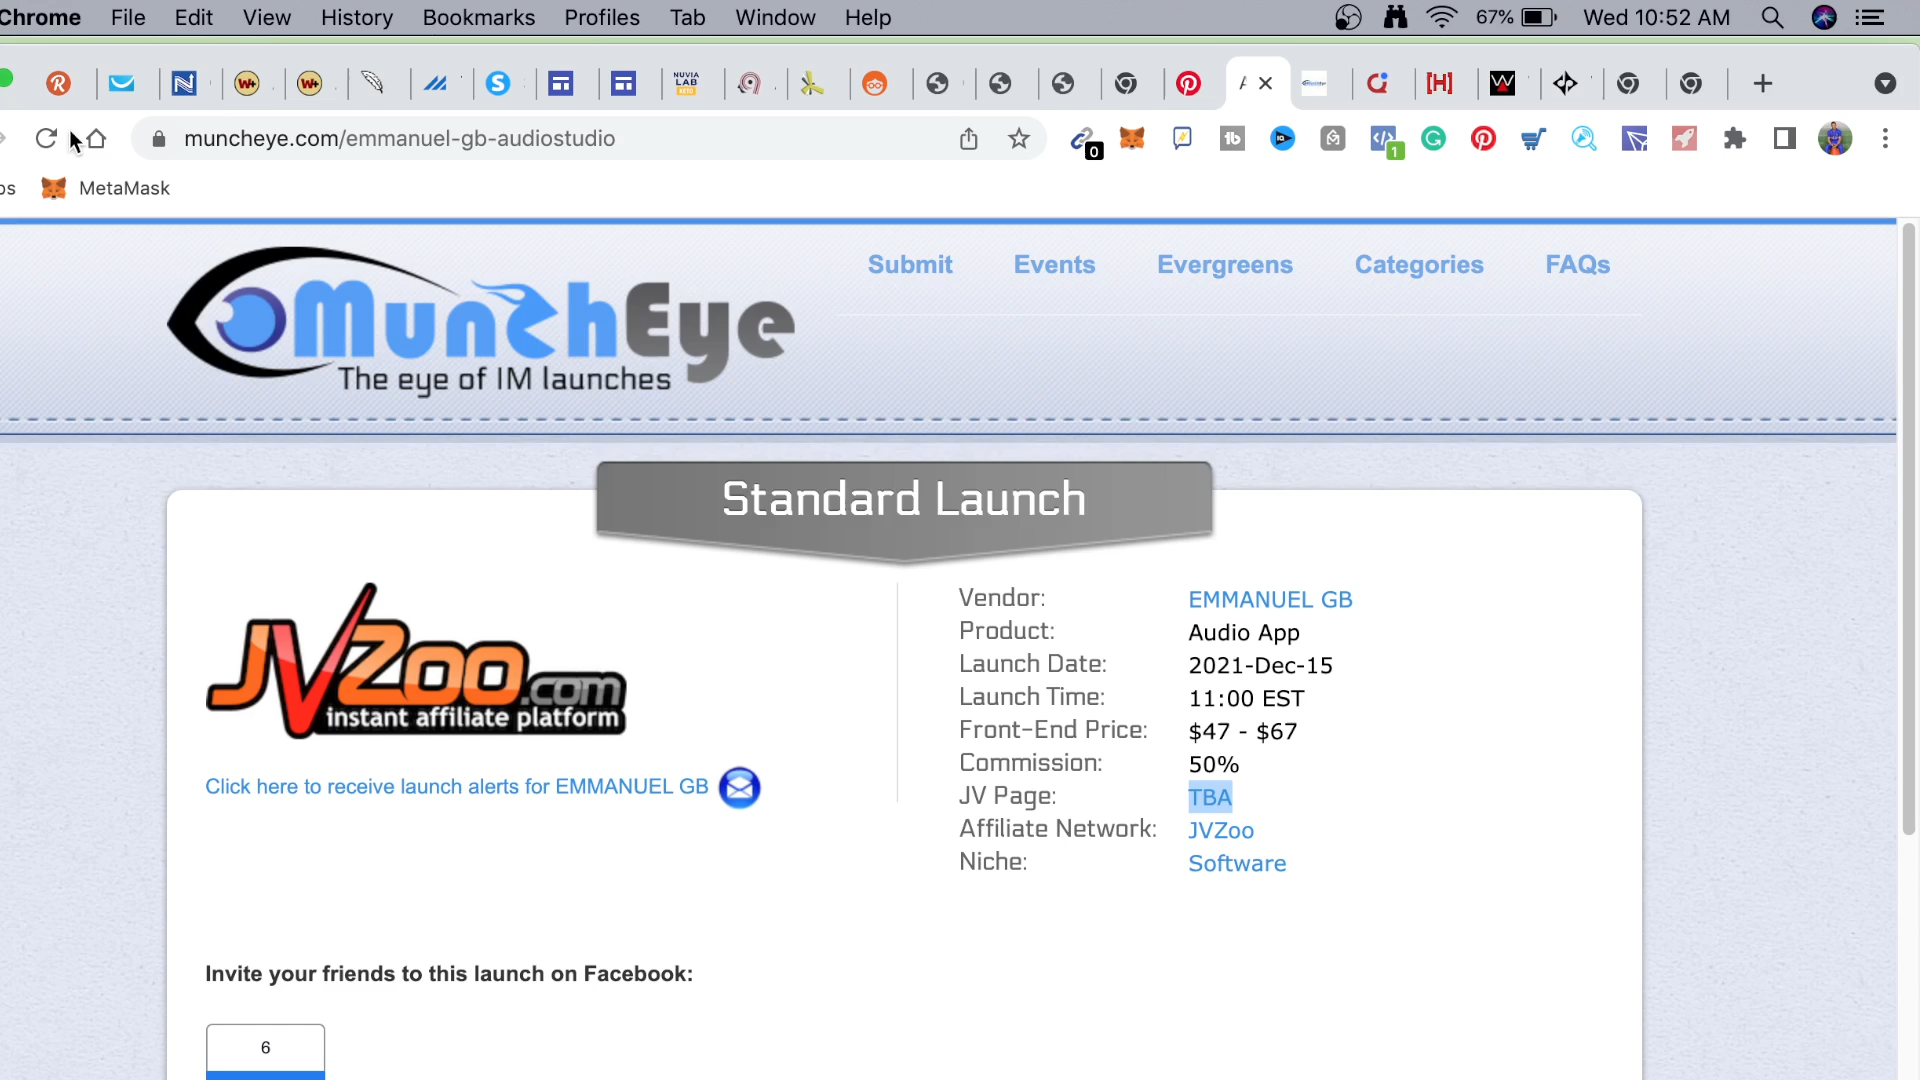 Chrome File Edit View History Bookmarks Profiles Tab Window Help 67% Wed 10:52 AM
muncheye.com/emmanuel-gb-audiostudio 0 1
MetaMask
Submit Events Evergreens Categories FAQs
MunchEye
The eye of IM launches
Standard Launch
JVZoo.com
instant affiliate platform
Click here to receive launch alerts for EMMANUEL GB
Vendor: EMMANUEL GB
Product: Audio App
Launch Date: 2021-Dec-15
Launch Time: 11:00 EST
Front-End Price: $47 - $67
Commission: 50%
JV Page: TBA
Affiliate Network: JVZoo
Niche: Software
Invite your friends to this launch on Facebook:
6